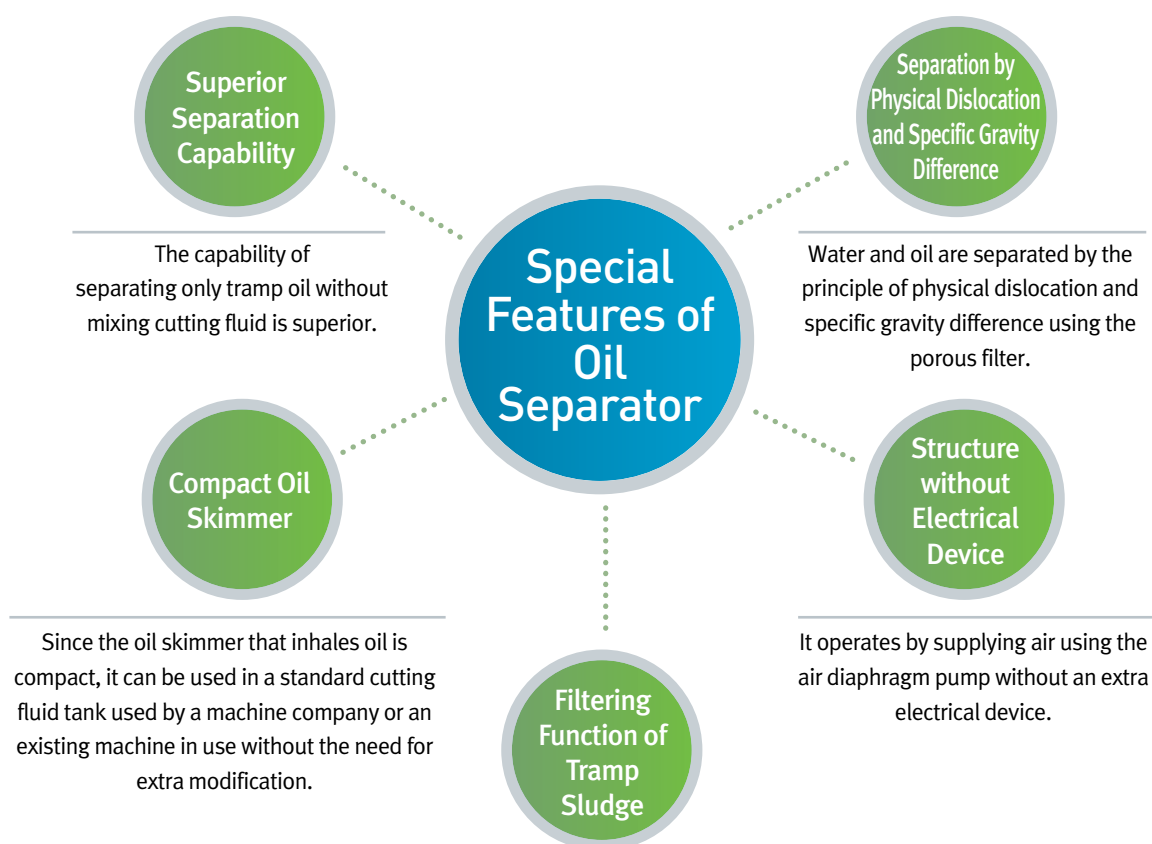 Special
Features of
Oil
Separator
Superior
Separation
Capability
The capability of
separating only tramp oil without
mixing cutting fluid is superior.
Separation by
Physical Dislocation
and Specific Gravity
Difference
Water and oil are separated by the
principle of physical dislocation and
specific gravity difference using the
porous filter.
Compact Oil
Skimmer
Since the oil skimmer that inhales oil is
compact, it can be used in a standard cutting
fluid tank used by a machine company or an
existing machine in use without the need for
extra modification.
Structure
without
Electrical
Device
It operates by supplying air using the
air diaphragm pump without an extra
electrical device.
Filtering
Function of
Tramp
Sludge